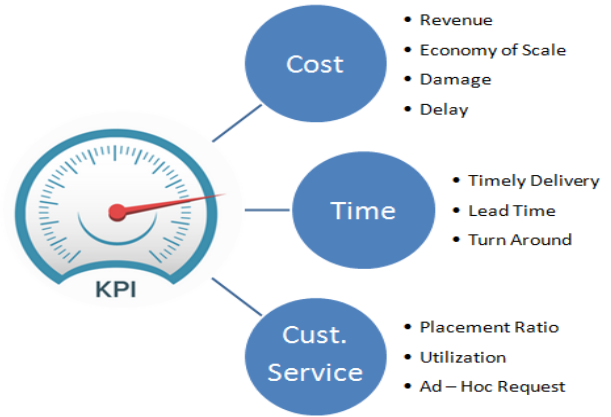 Cost
• Revenue
• Economy of Scale
• Damage
• Delay
KPI
Time
• Timely Delivery
• Lead Time
• Turn Around
Cust.
Service
• Placement Ratio
• Utilization
• Ad – Hoc Request